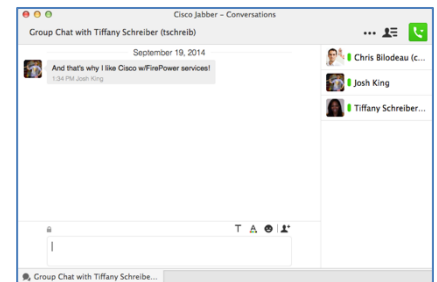 Cisco Jabber – Conversations
Group Chat with Tiffany Schreiber (tschreib)
September 19, 2014
And that's why I like Cisco w/FirePower services!
1:34 PM Josh King
Chris Bilodeau (c...
Josh King
Tiffany Schreiber...
T A
Group Chat with Tiffany Schreibe...